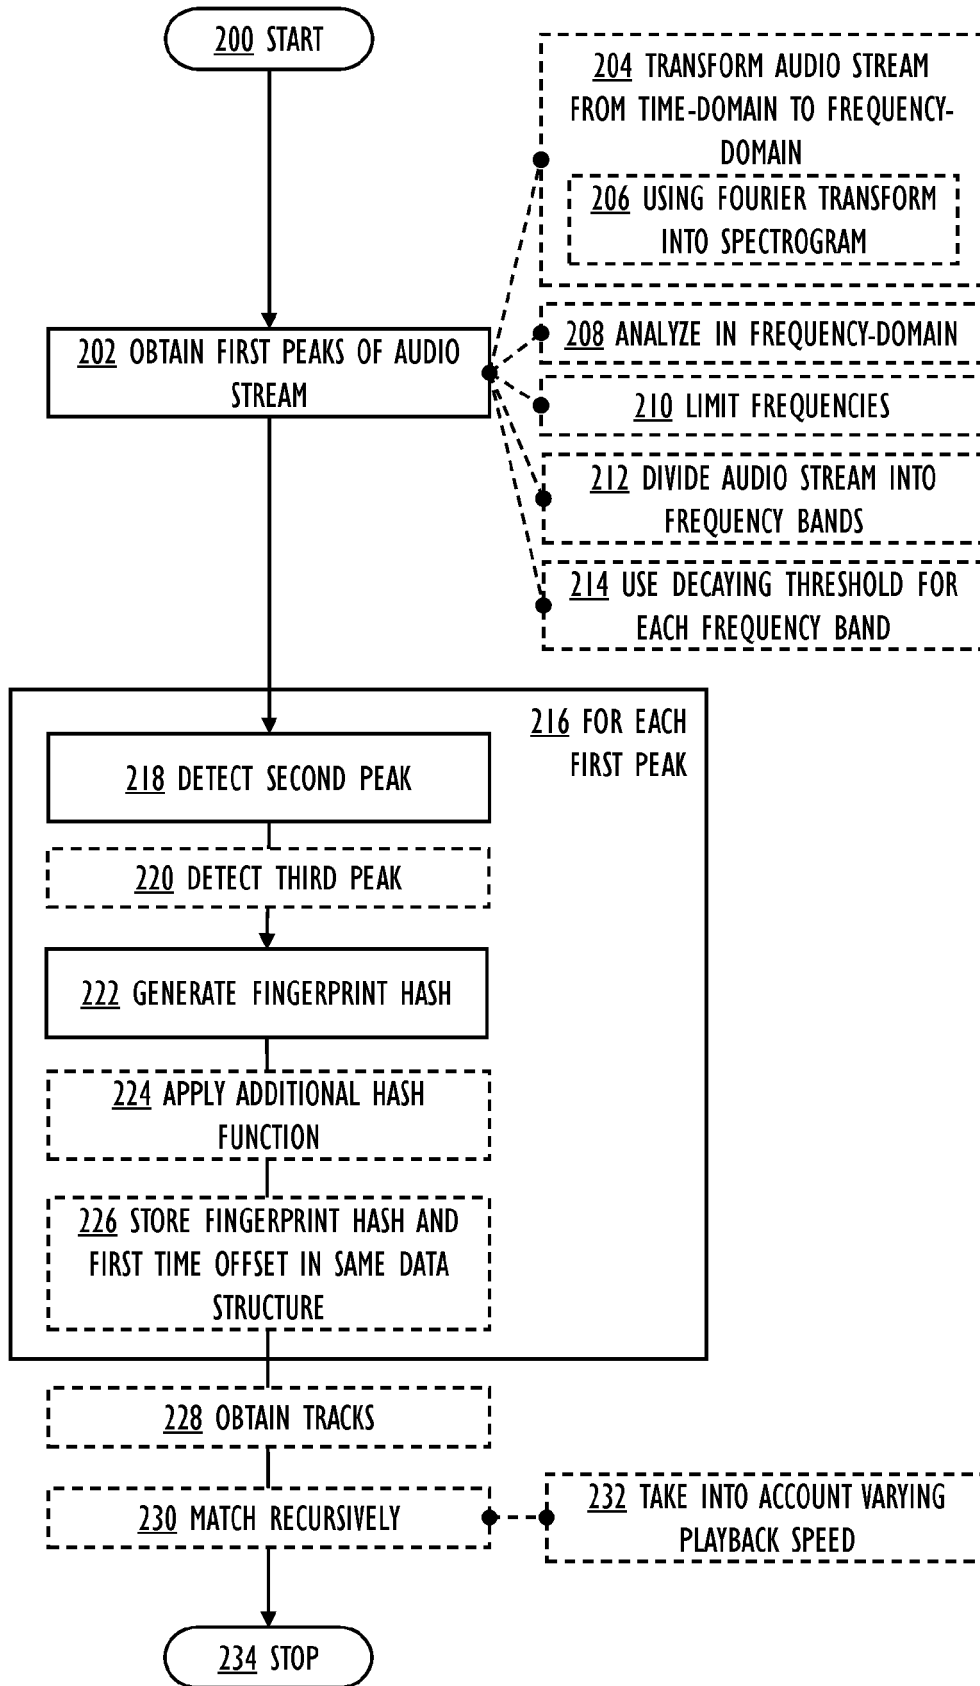 200 START
204 TRANSFORM AUDIO STREAM
FROM TIME-DOMAIN TO FREQUENCY-
DOMAIN
206 USING FOURIER TRANSFORM
INTO SPECTROGRAM
202 OBTAIN FIRST PEAKS OF AUDIO
STREAM
208 ANALYZE IN FREQUENCY-DOMAIN
210 LIMIT FREQUENCIES
212 DIVIDE AUDIO STREAM INTO
FREQUENCY BANDS
214 USE DECAYING THRESHOLD FOR
EACH FREQUENCY BAND
216 FOR EACH
FIRST PEAK
218 DETECT SECOND PEAK
220 DETECT THIRD PEAK
222 GENERATE FINGERPRINT HASH
224 APPLY ADDITIONAL HASH
FUNCTION
226 STORE FINGERPRINT HASH AND
FIRST TIME OFFSET IN SAME DATA
STRUCTURE
228 OBTAIN TRACKS
230 MATCH RECURSIVELY
232 TAKE INTO ACCOUNT VARYING
PLAYBACK SPEED
234 STOP